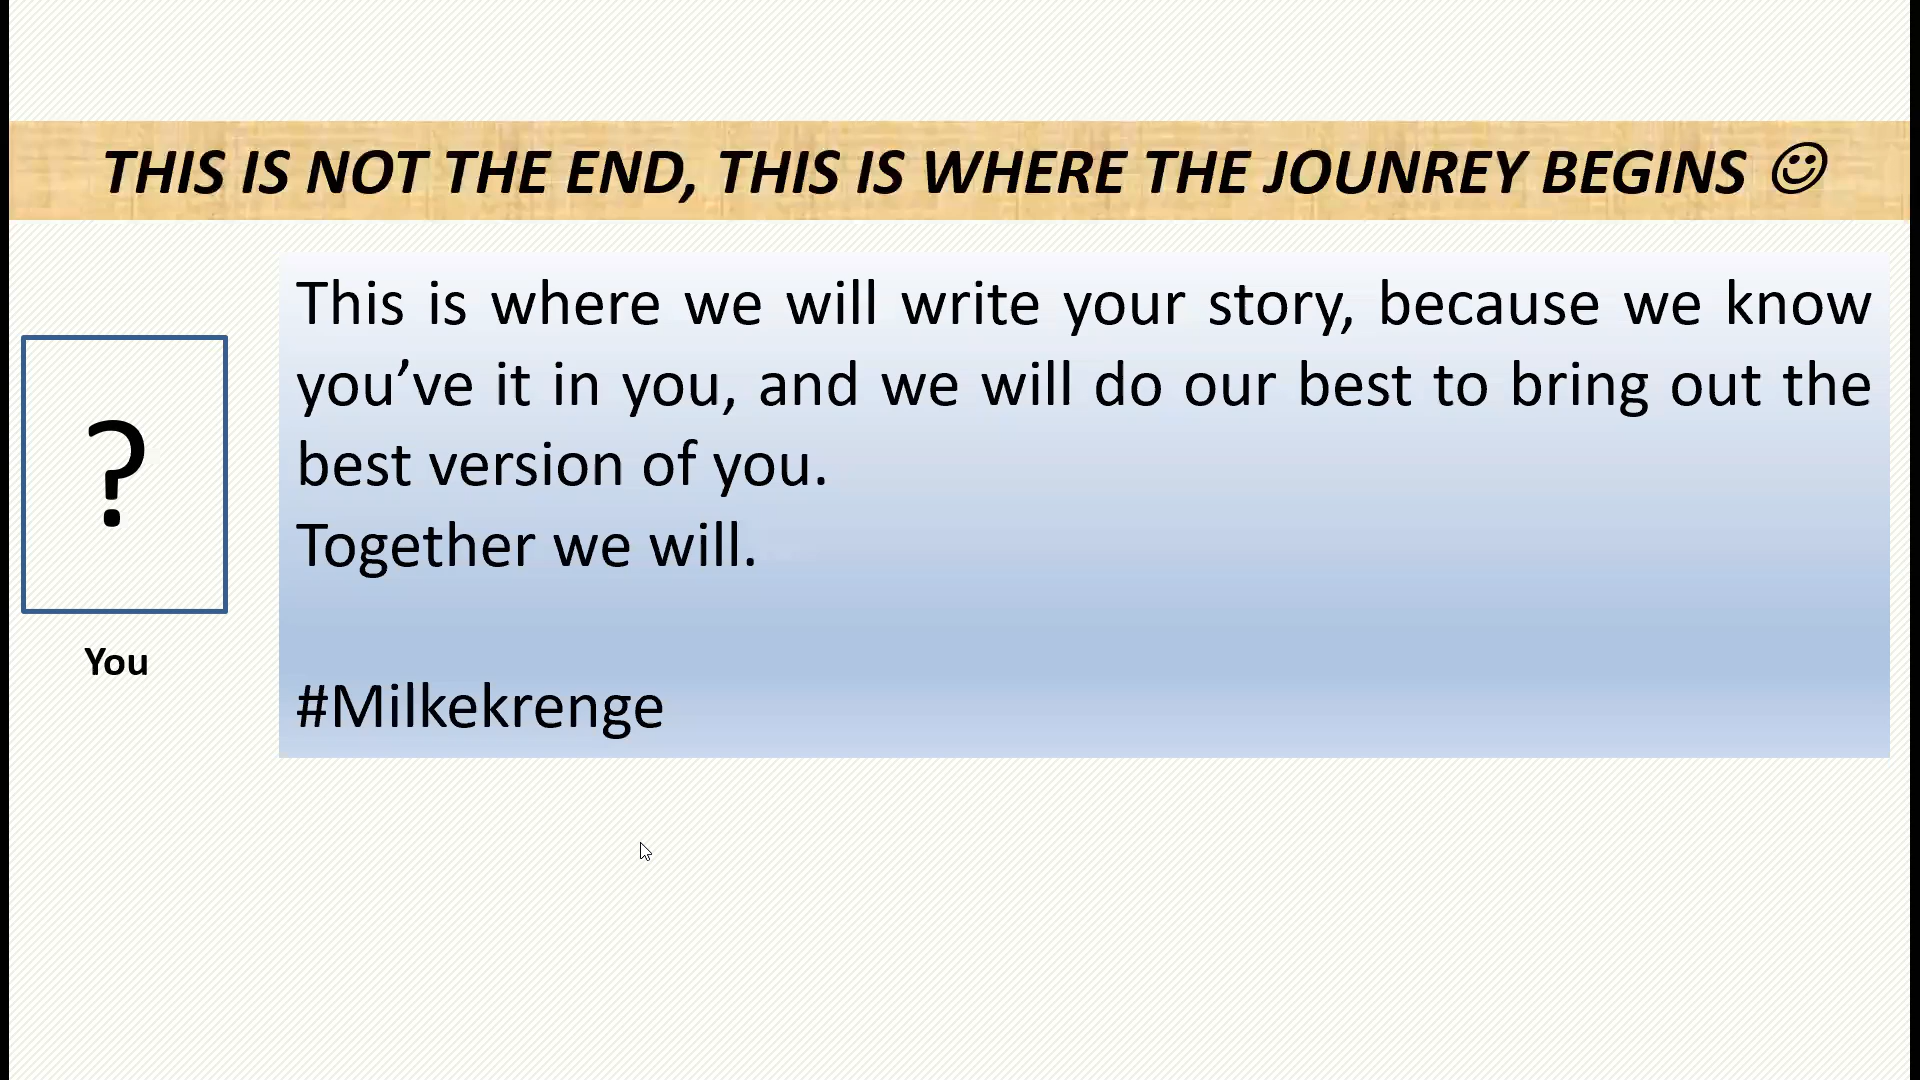 THIS IS NOT THE END, THIS IS WHERE THE JOUNREY BEGINS ☺
This is where we will write your story, because we know
you’ve it in you, and we will do our best to bring out the
best version of you.
Together we will.
#Milkekrenge
?
You